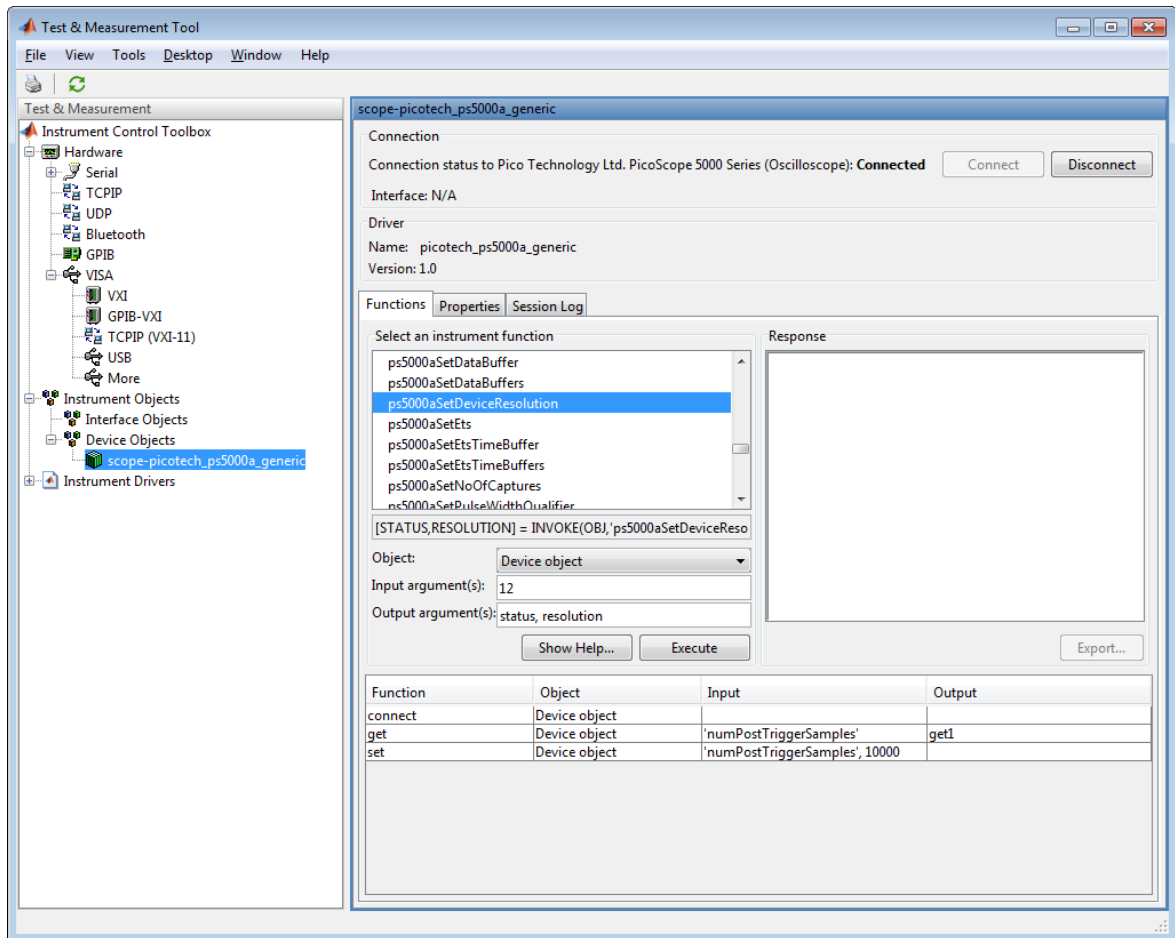 Test & Measurement Tool
File View Tools Desktop Window Help
Test & Measurement
Instrument Control Toolbox
Hardware
Serial
TCPIP
UDP
Bluetooth
GPIB
VISA
VXI
GPIB-VXI
TCPIP (VXI-11)
USB
More
Instrument Objects
Interface Objects
Device Objects
scope-picotech_ps5000a_generic
Instrument Drivers
scope-picotech_ps5000a_generic
Connection
Connection status to Pico Technology Ltd. PicoScope 5000 Series (Oscilloscope): Connected Connect Disconnect
Interface: N/A
Driver
Name: picotech_ps5000a_generic
Version: 1.0
Functions Properties Session Log
Select an instrument function
ps5000aSetDataBuffer
ps5000aSetDataBuffers
ps5000aSetDeviceResolution
ps5000aSetEts
ps5000aSetEtsTimeBuffer
ps5000aSetEtsTimeBuffers
ps5000aSetNoOfCaptures
ps5000aSetPulseWidthQualifier
[STATUS,RESOLUTION] = INVOKE(OBJ,'ps5000aSetDeviceReso
Object: Device object
Input argument(s): 12
Output argument(s): status, resolution
Show Help... Execute
Response
Export...
Function Object Input Output
connect Device object
get Device object 'numPostTriggerSamples' get1
set Device object 'numPostTriggerSamples', 10000